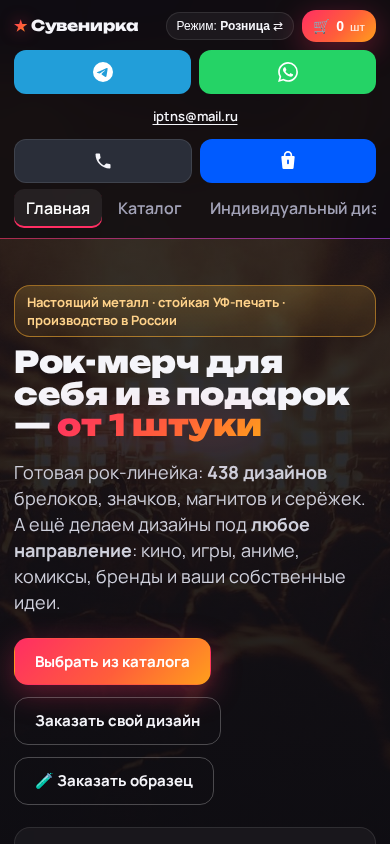 ★ Сувенирка
Режим: Розница ⇄
🛒 0 шт
iptns@mail.ru
Главная
Каталог
Индивидуальный диз
Настоящий металл · стойкая УФ-печать ·
производство в России
Рок-мерч для
себя и в подарок
— от 1 штуки
Готовая рок-линейка: 438 дизайнов
брелоков, значков, магнитов и серёжек.
А ещё делаем дизайны под любое
направление: кино, игры, аниме,
комиксы, бренды и ваши собственные
идеи.
Выбрать из каталога
Заказать свой дизайн
🧪 Заказать образец